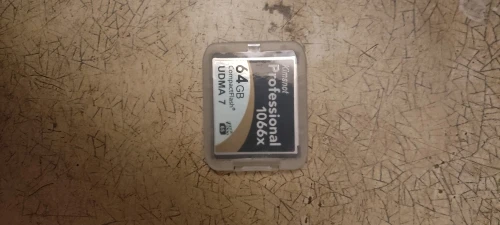 Professional
1066x
64GB
CompactFlash®
UDMA 7